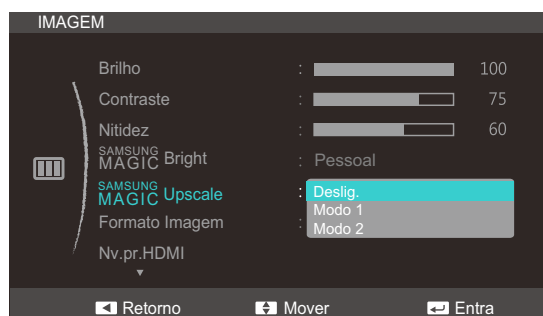 IMAGEM
Brilho : 100
Contraste : 75
Nitidez : 60
SAMSUNG MAGIC Bright : Pessoal
SAMSUNG MAGIC Upscale : Deslig.
Modo 1
Formato Imagem : Modo 2
Nv.pr.HDMI
Retorno Mover Entra